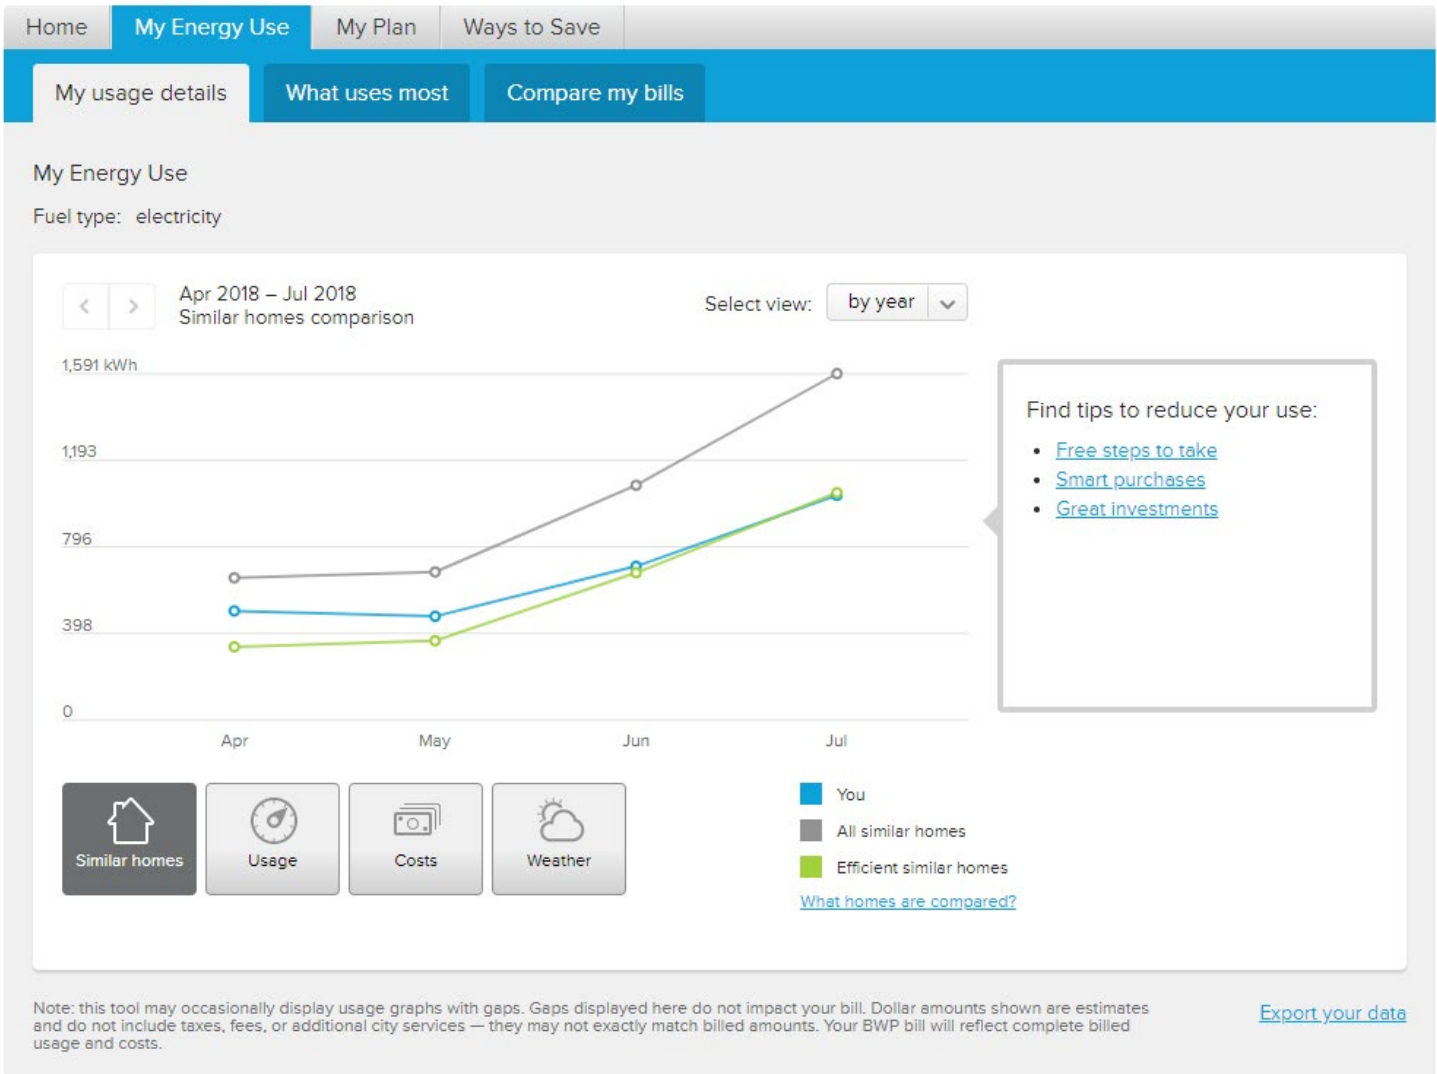 Home
My Energy Use
My Plan
Ways to Save
My usage details
What uses most
Compare my bills
My Energy Use
Fuel type: electricity
Apr 2018 – Jul 2018
Similar homes comparison
Select view:
by year
1,591 kWh
1,193
796
398
0
Apr
May
Jun
Jul
Find tips to reduce your use:
• Free steps to take
• Smart purchases
• Great investments
Similar homes
Usage
Costs
Weather
You
All similar homes
Efficient similar homes
What homes are compared?
Note: this tool may occasionally display usage graphs with gaps. Gaps displayed here do not impact your bill. Dollar amounts shown are estimates
and do not include taxes, fees, or additional city services — they may not exactly match billed amounts. Your BWP bill will reflect complete billed
usage and costs.
Export your data